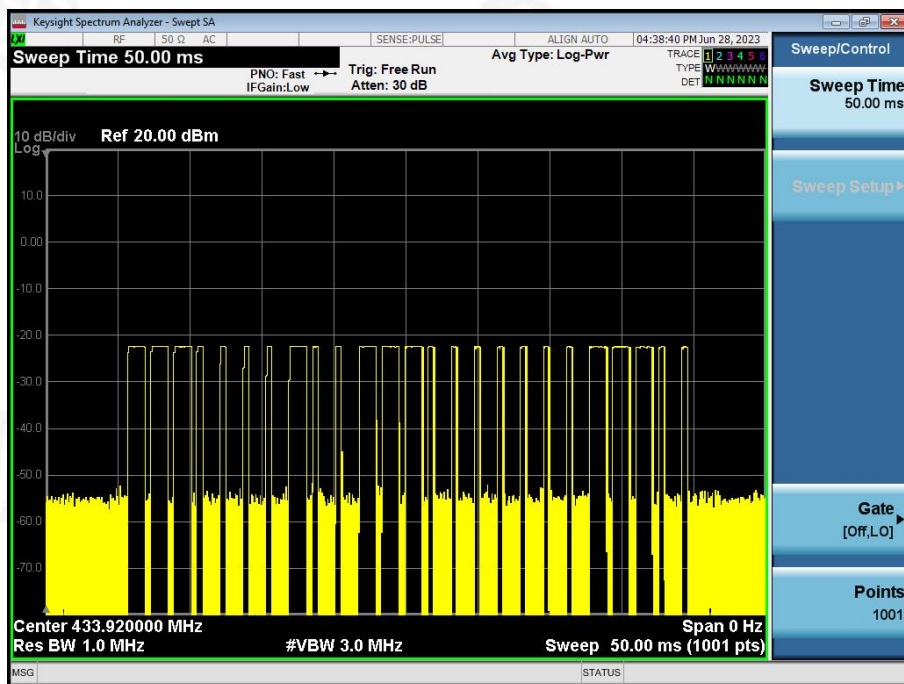 Keysight Spectrum Analyzer - Swept SA
LXI RF 50 Ω AC SENSE:PULSE ALIGN AUTO 04:38:40 PM Jun 28, 2023
Sweep Time 50.00 ms
PNO: Fast
IFGain:Low
Trig: Free Run
Atten: 30 dB
Avg Type: Log-Pwr
TRACE 1 2 3 4 5 6
TYPE WWWWWW
DET N N N N N N
10 dB/div Ref 20.00 dBm
Log
10.0
0.00
-10.0
-20.0
-30.0
-40.0
-50.0
-60.0
-70.0
Center 433.920000 MHz Span 0 Hz
Res BW 1.0 MHz #VBW 3.0 MHz Sweep 50.00 ms (1001 pts)
MSG STATUS
Sweep/Control
Sweep Time
50.00 ms
Sweep Setup
Gate
[Off,LO]
Points
1001